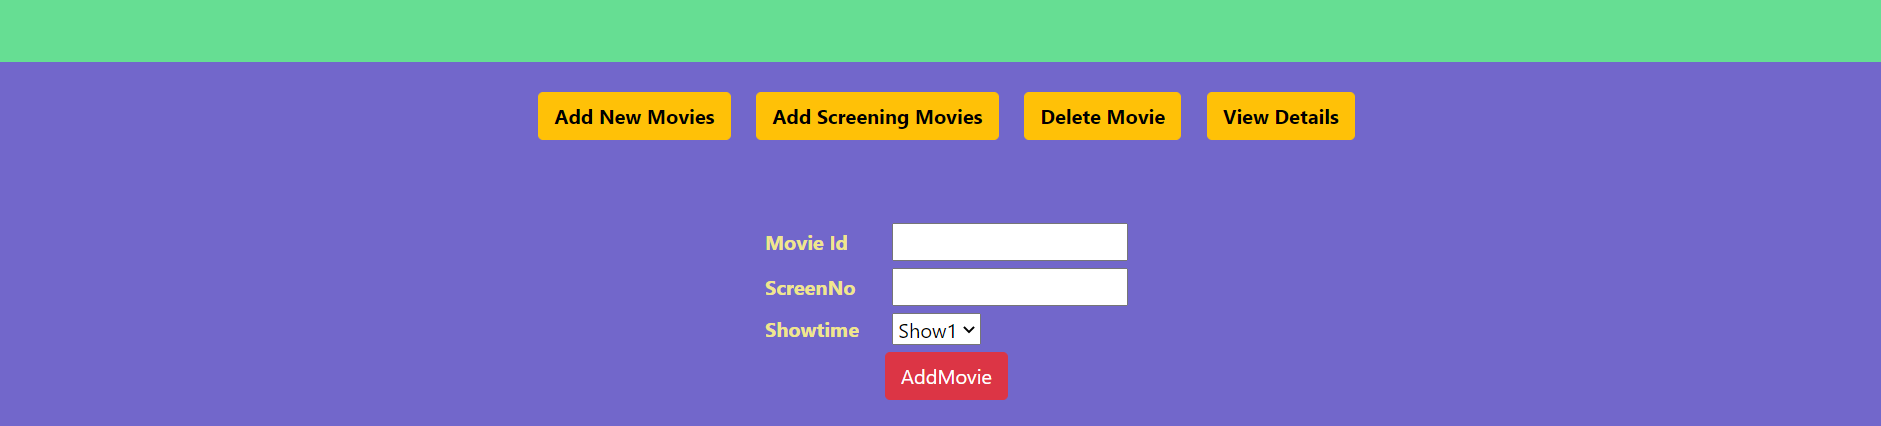 Add New Movies Add Screening Movies Delete Movie View Details
Movie Id
ScreenNo
Showtime Show1
AddMovie